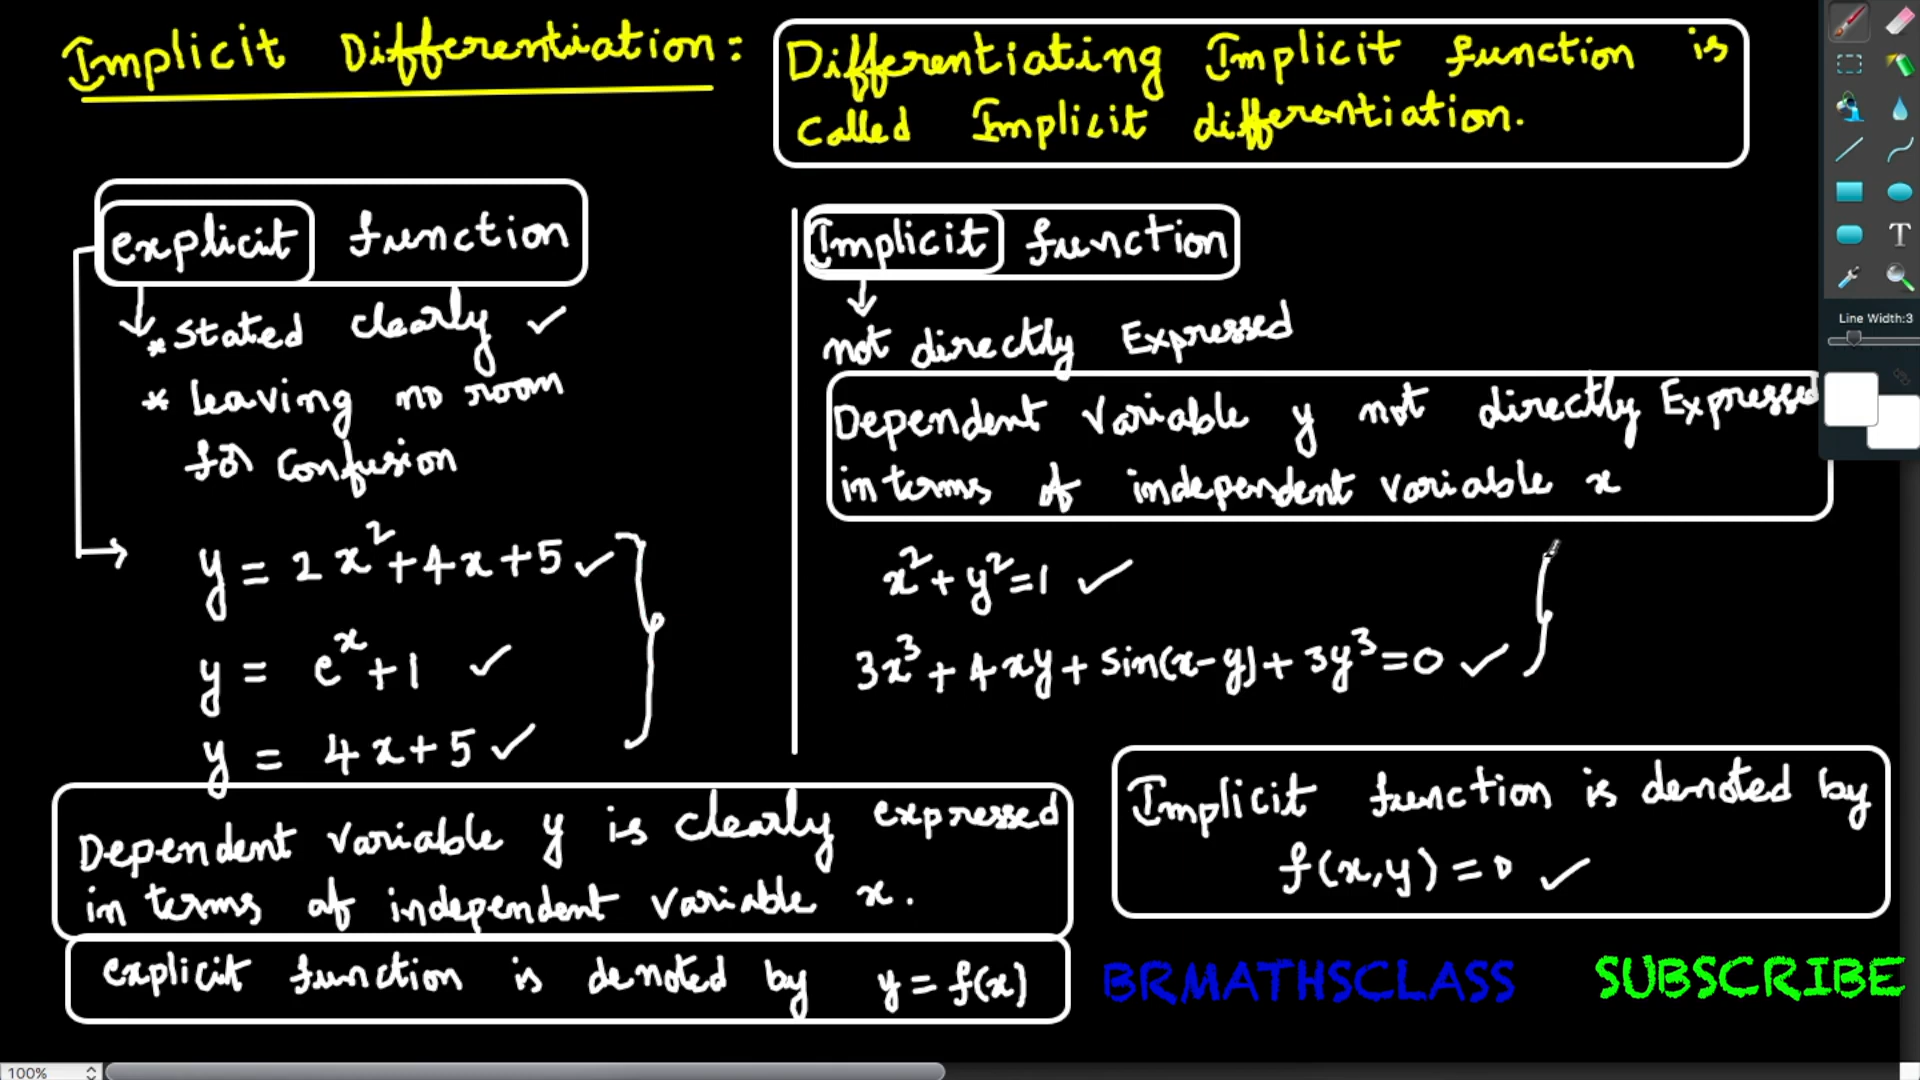 Implicit Differentiation:
Differentiating Implicit function is
called Implicit differentiation.
explicit function
* stated clearly ✓
* leaving no room
for confusion
y = 2x²+4x+5 ✓
y = eˣ+1 ✓
y = 4x+5 ✓
Dependent variable y is clearly expressed
in terms of independent variable x.
explicit function is denoted by y = f(x)
Implicit function
not directly Expressed
Dependent variable y not directly Expressed
in terms of independent variable x
x²+y²=1 ✓
3x³+4xy+sin(x-y)+3y³=0 ✓
Implicit function is denoted by
f(x,y)=0 ✓
BRMATHSCLASS SUBSCRIBE
T
Line Width:3
100%